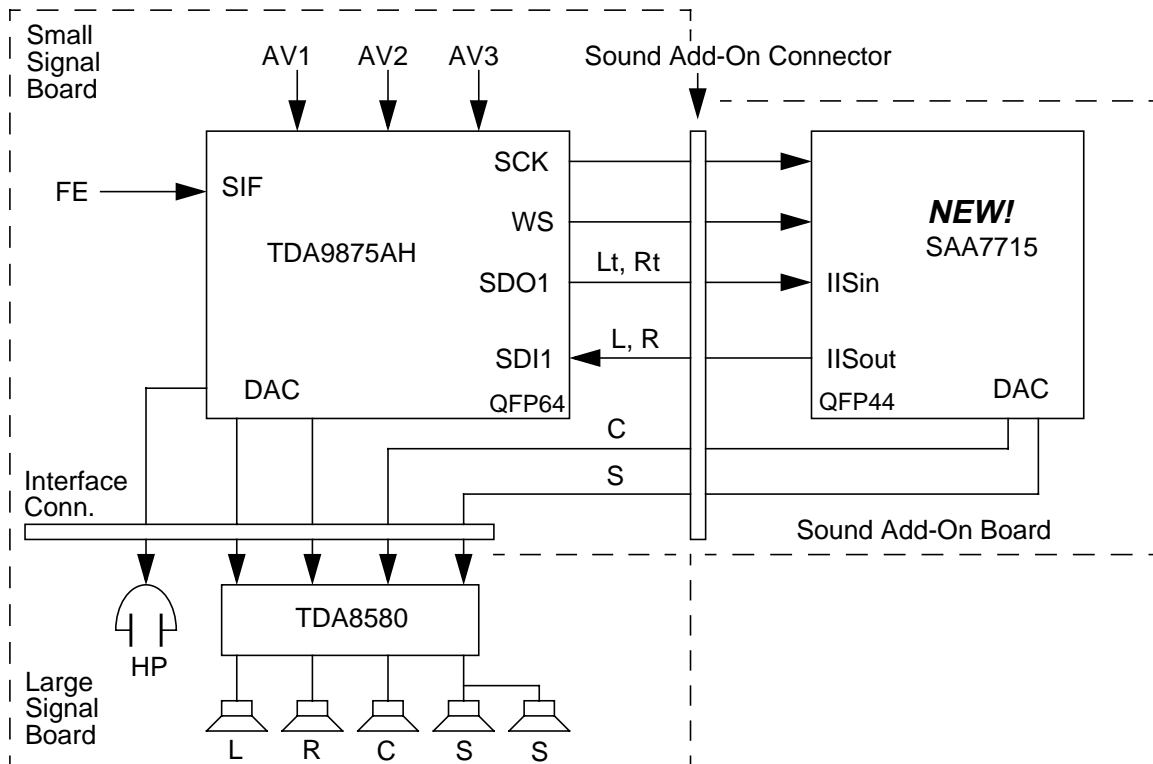 Small
Signal
Board
AV1
AV2
AV3
Sound Add-On Connector
FE
SIF
TDA9875AH
SCK
WS
SDO1
SDI1
DAC
QFP64
Lt, Rt
L, R
NEW!
SAA7715
IISin
IISout
DAC
QFP44
C
S
Interface
Conn.
Sound Add-On Board
TDA8580
HP
Large
Signal
Board
L
R
C
S
S